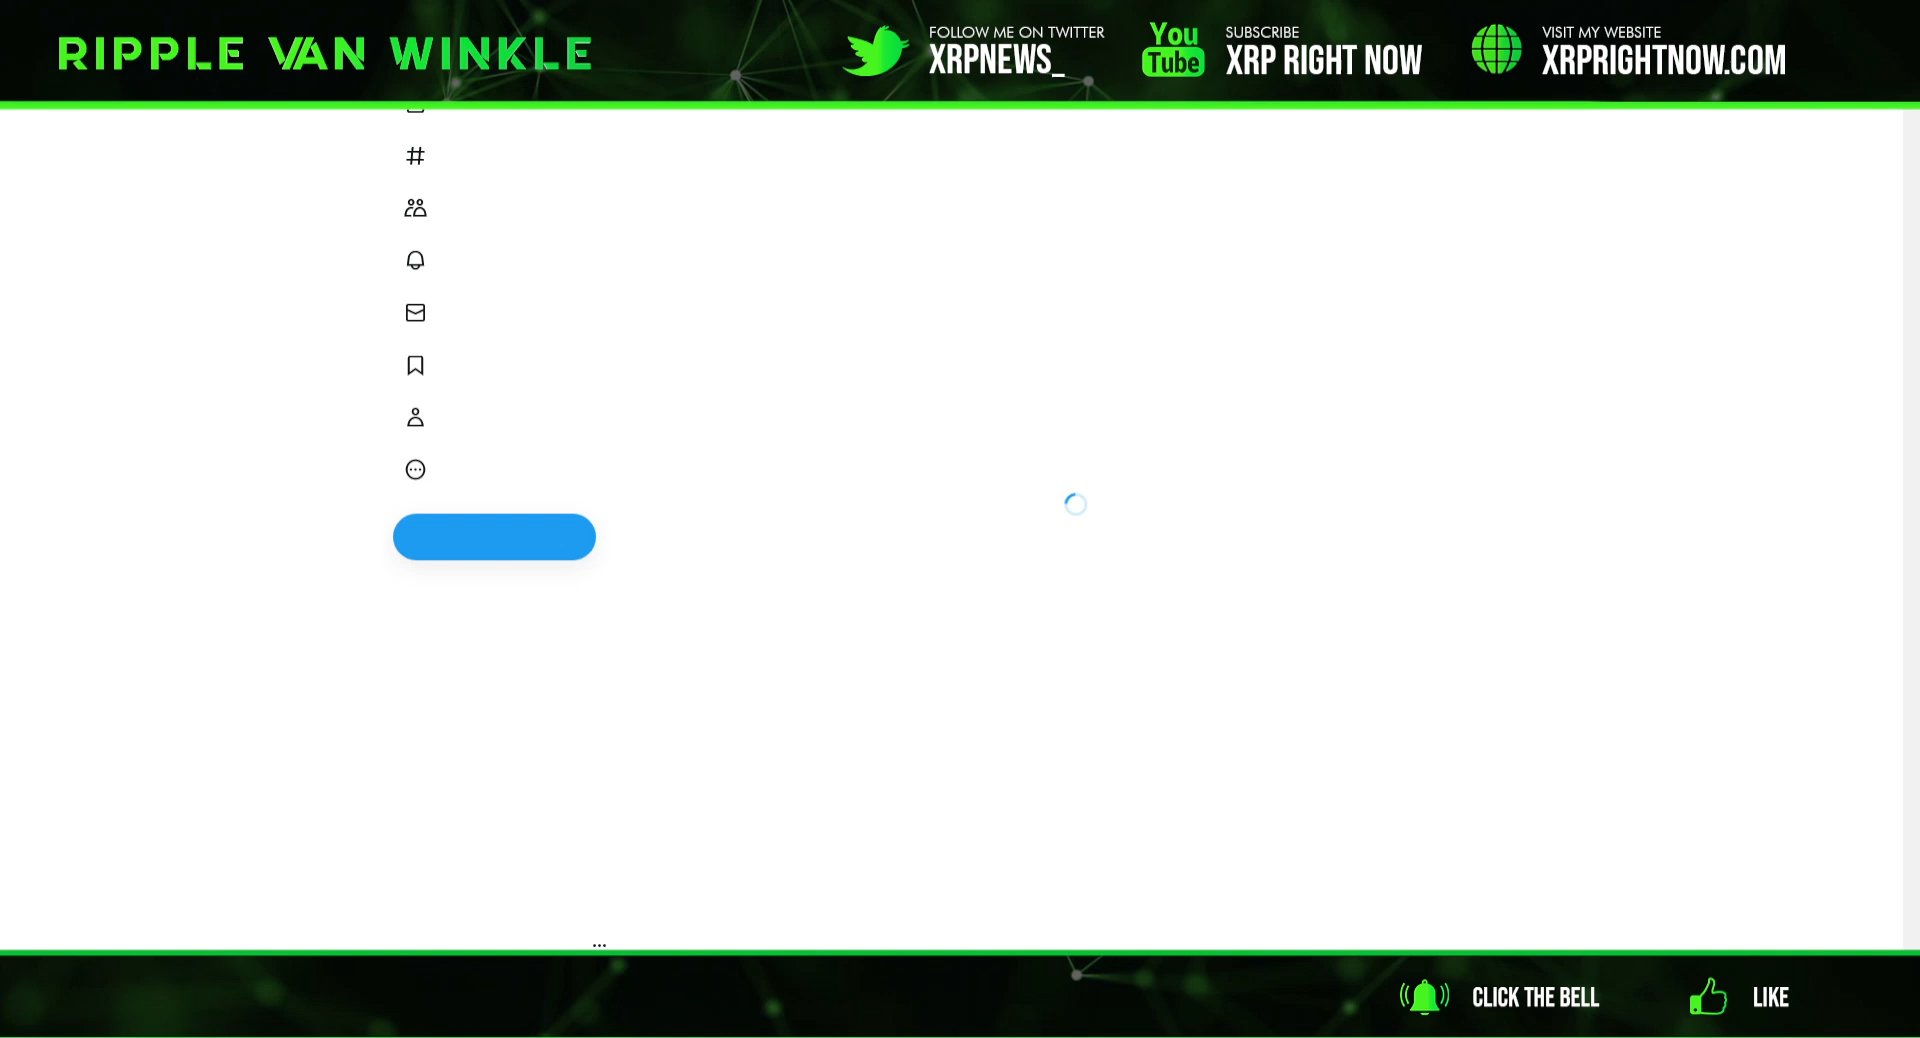 RIPPLE VAN WINKLE
FOLLOW ME ON TWITTER
XRPNEWS_
You
Tube
SUBSCRIBE
XRP RIGHT NOW
VISIT MY WEBSITE
XRPRIGHTNOW.COM
CLICK THE BELL
LIKE